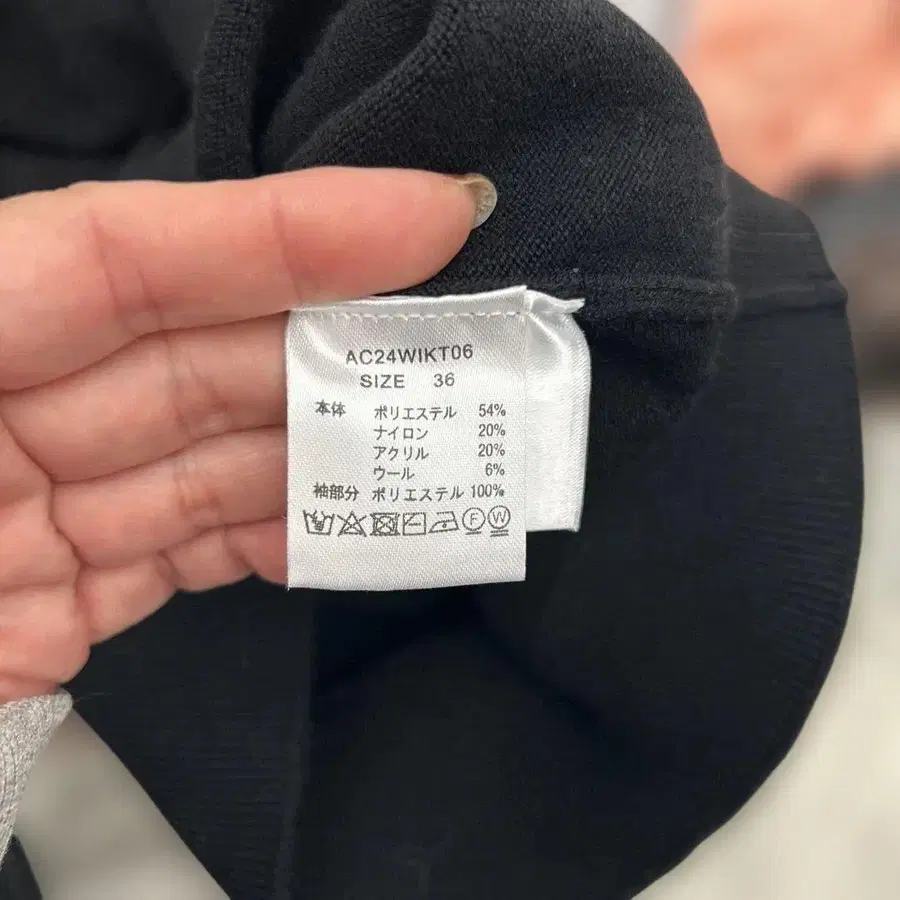 AC24WIKT06
SIZE 36
本体 ポリエステル 54%
ナイロン 20%
アクリル 20%
ウール 6%
袖部分 ポリエステル 100%
F W